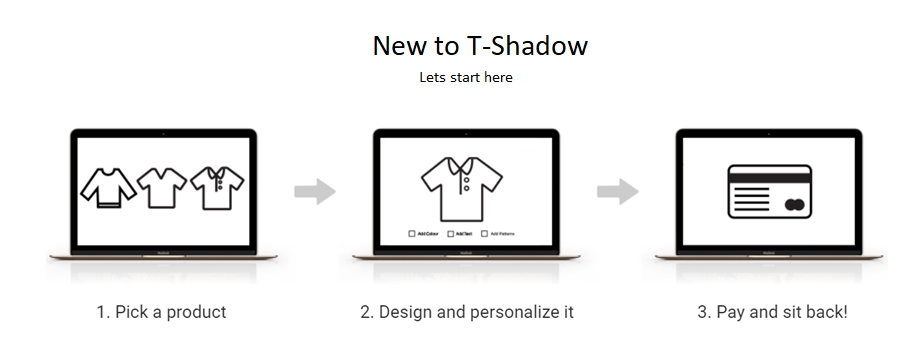 New to T-Shadow
Lets start here
Add Colour
Add Text
Add Patterns
1. Pick a product
2. Design and personalize it
3. Pay and sit back!